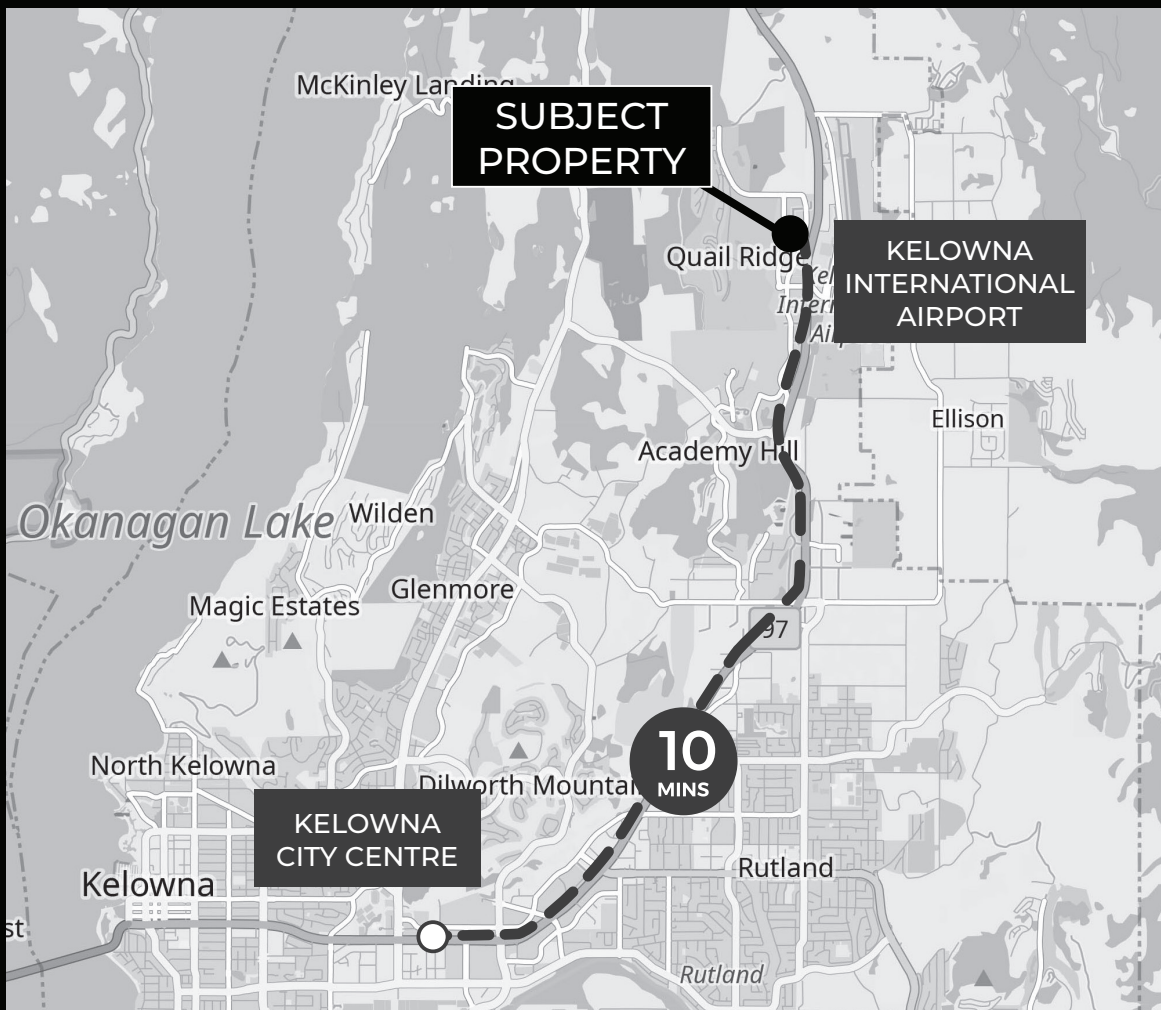 McKinley Landing
SUBJECT
PROPERTY
Quail Ridge
KELOWNA
INTERNATIONAL
AIRPORT
Ellison
Academy Hill
Okanagan Lake
Wilden
Glenmore
Magic Estates
97
10
MINS
North Kelowna
Dilworth Mountain
KELOWNA
CITY CENTRE
Kelowna
Rutland
st
Rutland